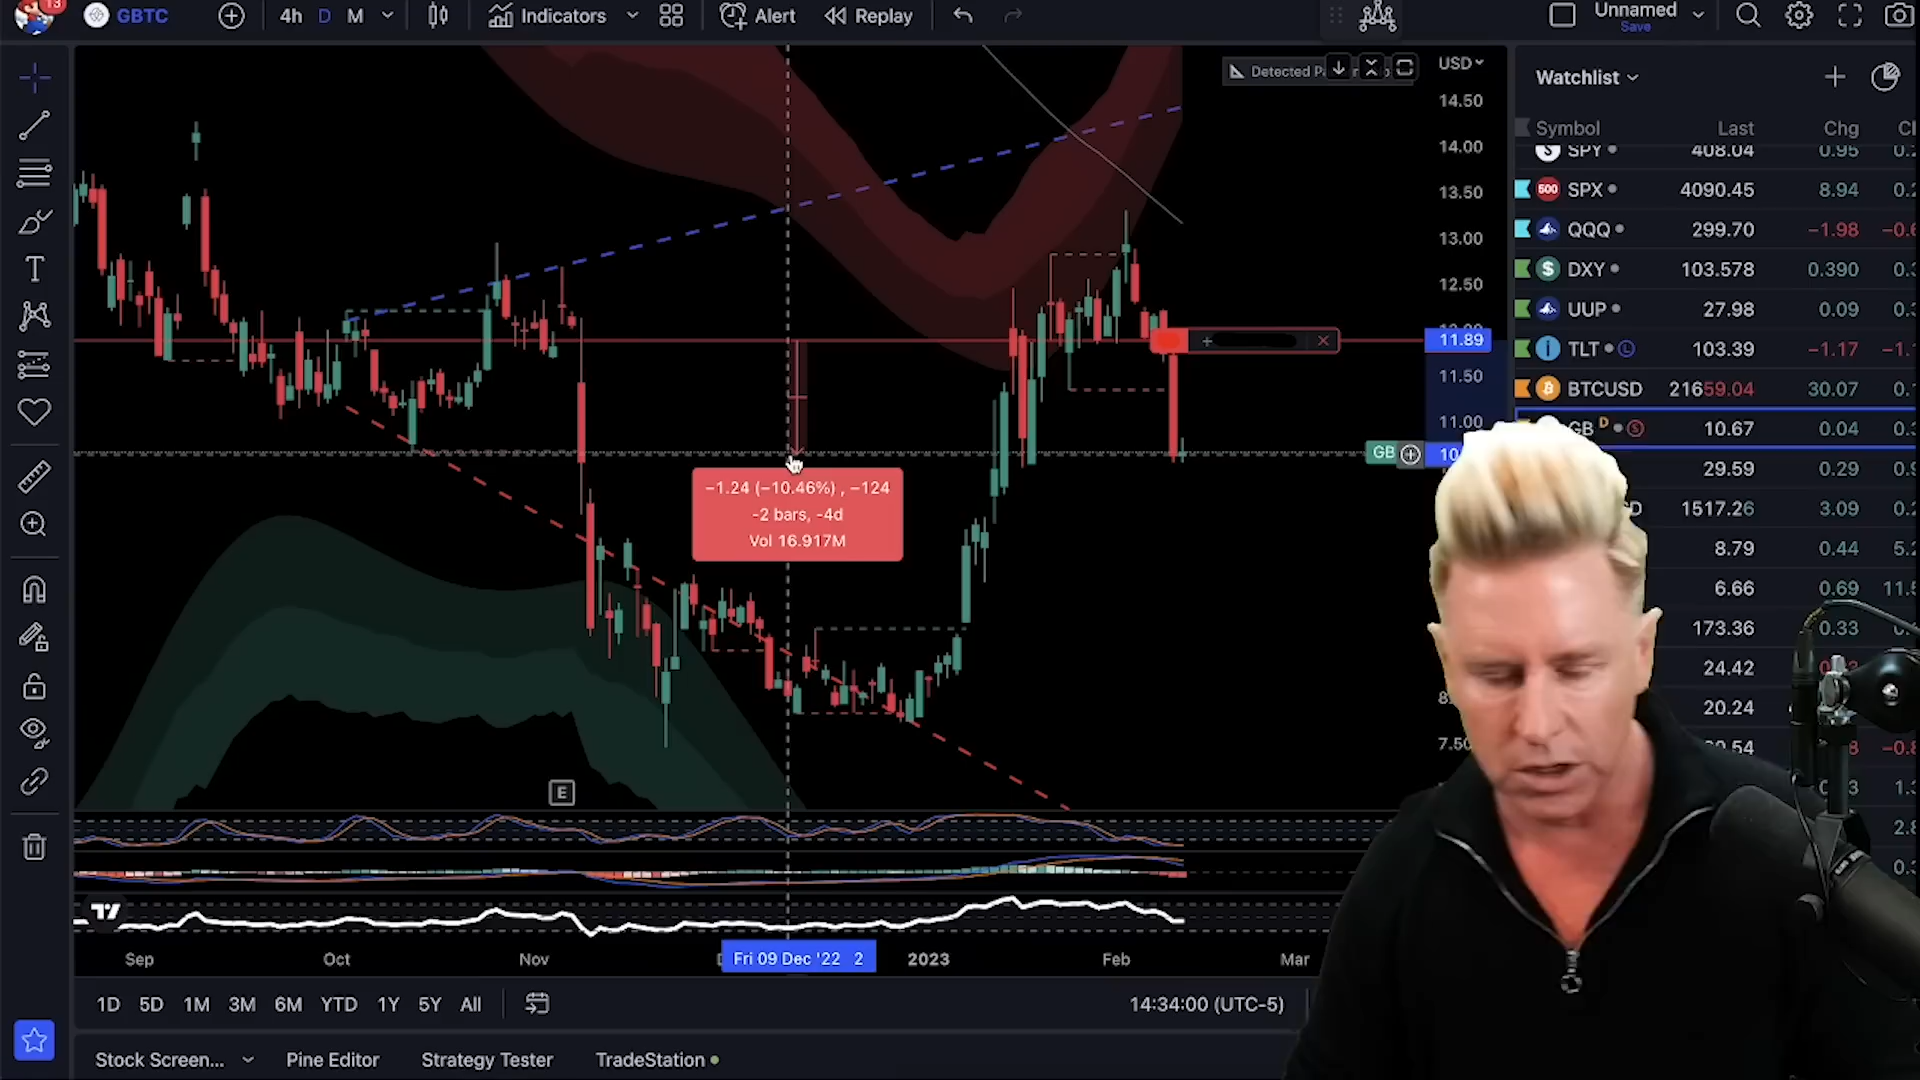 13
GBTC
4h D M
Indicators
Alert
Replay
Unnamed
Save
USD
14.50
14.00
13.50
13.00
12.50
11.89
11.50
11.00
GB
10
7.50
−1.24 (−10.46%) , −124
-2 bars, -4d
Vol 16.917M
E
Sep
Oct
Nov
Fri 09 Dec '22 2
2023
Feb
Mar
1D 5D 1M 3M 6M YTD 1Y 5Y All
14:34:00 (UTC-5)
Stock Screen... Pine Editor Strategy Tester TradeStation
Watchlist
Symbol Last Chg
SPY 408.04 0.95
500 SPX 4090.45 8.94
QQQ 299.70 −1.98
DXY 103.578 0.390
UUP 27.98 0.09
TLT L 103.39 −1.17
BTCUSD 21659.04 30.07
GB D 10.67 0.04
29.59 0.29
1517.26 3.09
8.79 0.44
6.66 0.69
173.36 0.33
24.42
20.24